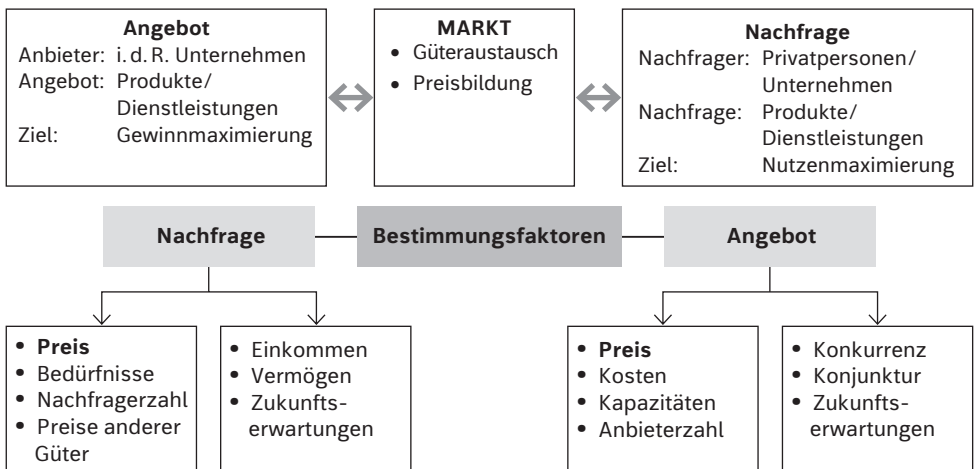 Angebot
Anbieter: i. d. R. Unternehmen
Angebot: Produkte/
Dienstleistungen
Ziel: Gewinnmaximierung
MARKT
• Güteraustausch
• Preisbildung
Nachfrage
Nachfrager: Privatpersonen/
Unternehmen
Nachfrage: Produkte/
Dienstleistungen
Ziel: Nutzenmaximierung
Nachfrage
Bestimmungsfaktoren
Angebot
• Preis
• Bedürfnisse
• Nachfragerzahl
• Preise anderer
Güter
• Einkommen
• Vermögen
• Zukunfts-
erwartungen
• Preis
• Kosten
• Kapazitäten
• Anbieterzahl
• Konkurrenz
• Konjunktur
• Zukunfts-
erwartungen